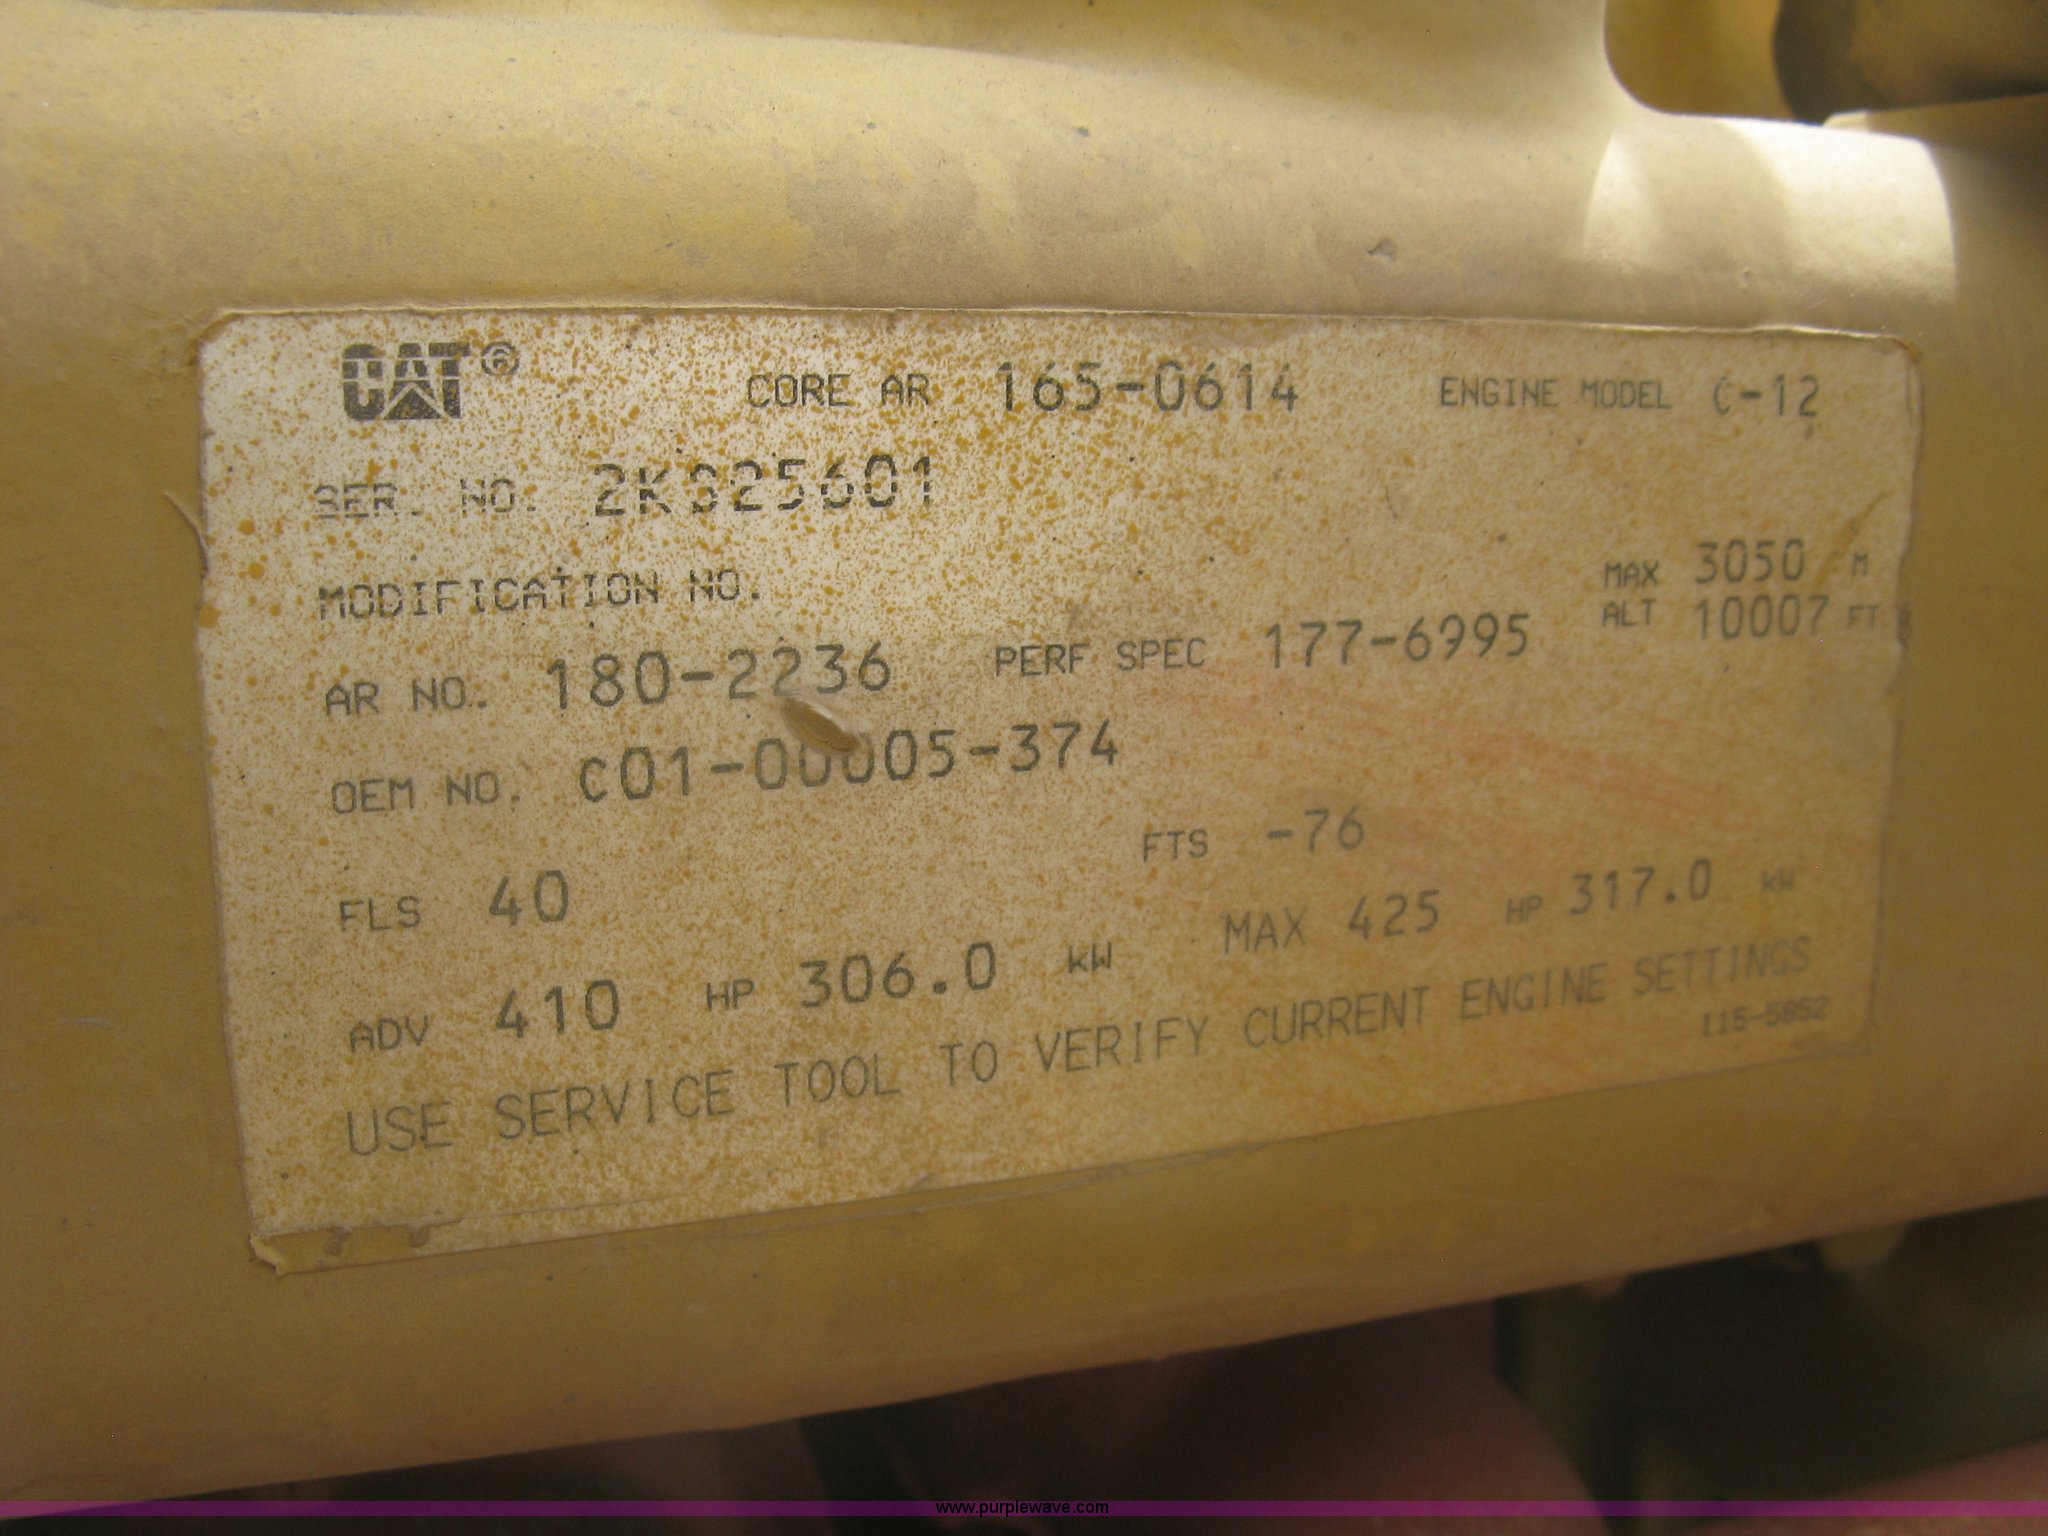 CAT® CORE AR 165-0614 ENGINE MODEL C-12
SER. NO. 2KS25601
MODIFICATION NO.
MAX 3050 M
ALT 10007 FT
AR NO. 180-2236 PERF SPEC 177-6995
OEM NO. C01-00005-374
FLS 40 FTS -76
ADV 410 HP 306.0 kW MAX 425 HP 317.0 kW
USE SERVICE TOOL TO VERIFY CURRENT ENGINE SETTINGS
115-5852
www.purplewave.com